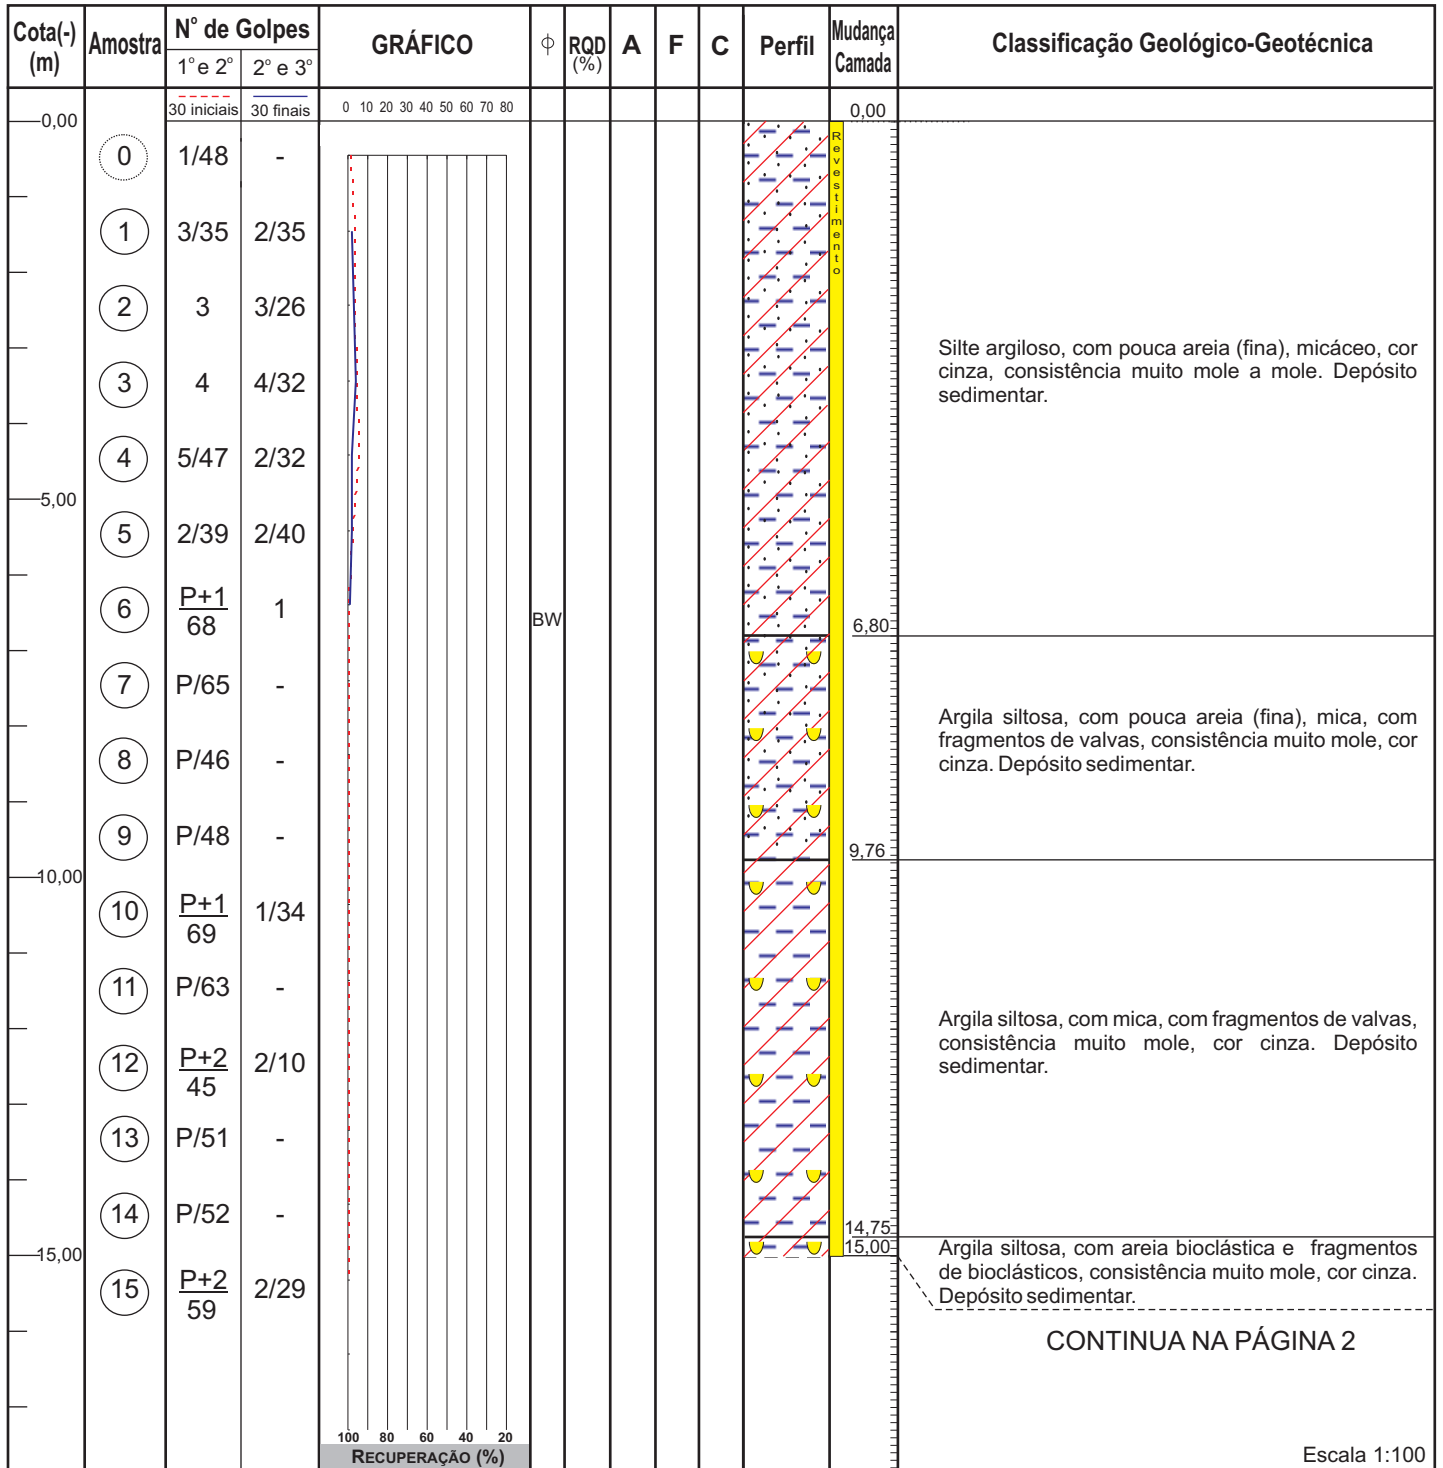 Cota(-) (m) Amostra N° de Golpes GRÁFICO ϕ RQD (%) A F C Perfil Mudança Camada Classificação Geológico-Geotécnica
1° e 2° 2° e 3°
30 iniciais 30 finais 0 10 20 30 40 50 60 70 80 0,00
0,00
Revestimento
0 1/48 -
1 3/35 2/35
2 3 3/26
Silte argiloso, com pouca areia (fina), micáceo, cor
cinza, consistência muito mole a mole. Depósito
sedimentar.
3 4 4/32
4 5/47 2/32
5,00
5 2/39 2/40
6 P+1/68 1 BW
6,80
7 P/65 -
Argila siltosa, com pouca areia (fina), mica, com
fragmentos de valvas, consistência muito mole, cor
cinza. Depósito sedimentar.
8 P/46 -
9 P/48 -
9,76
10,00
10 P+1/69 1/34
11 P/63 -
Argila siltosa, com mica, com fragmentos de valvas,
consistência muito mole, cor cinza. Depósito
sedimentar.
12 P+2/45 2/10
13 P/51 -
14 P/52 -
14,75
15,00 15,00
Argila siltosa, com areia bioclástica e fragmentos
de bioclásticos, consistência muito mole, cor cinza.
Depósito sedimentar.
15 P+2/59 2/29
CONTINUA NA PÁGINA 2
100 80 60 40 20
RECUPERAÇÃO (%)
Escala 1:100